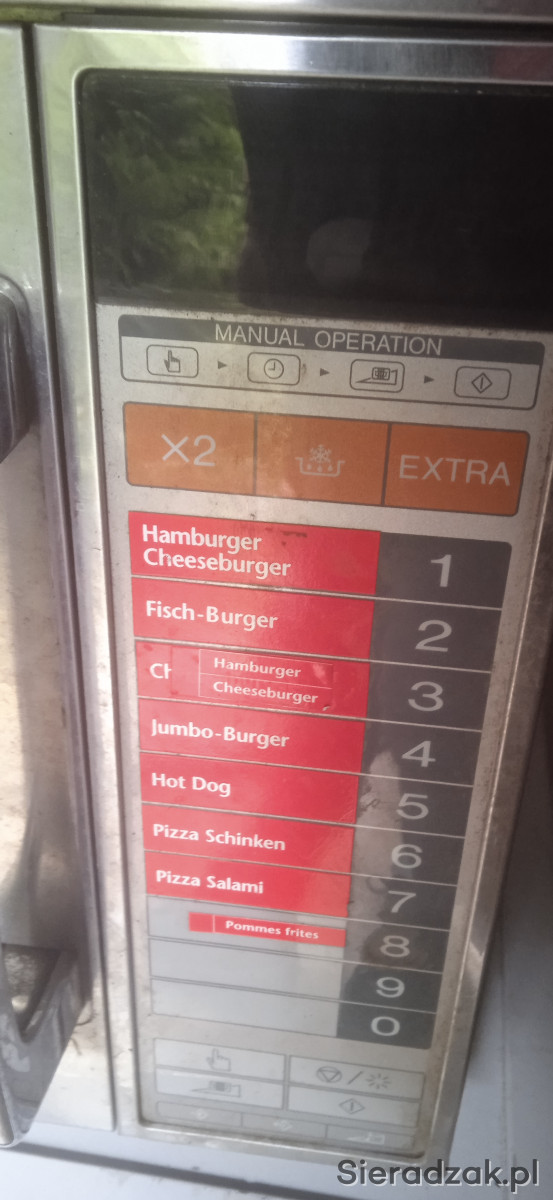 MANUAL OPERATION
X2
EXTRA
Hamburger
Cheeseburger
1
Fisch-Burger
2
Ch
Hamburger
Cheeseburger
3
Jumbo-Burger
4
Hot Dog
5
Pizza Schinken
6
Pizza Salami
7
Pommes frites
8
9
0
Sieradzak.pl